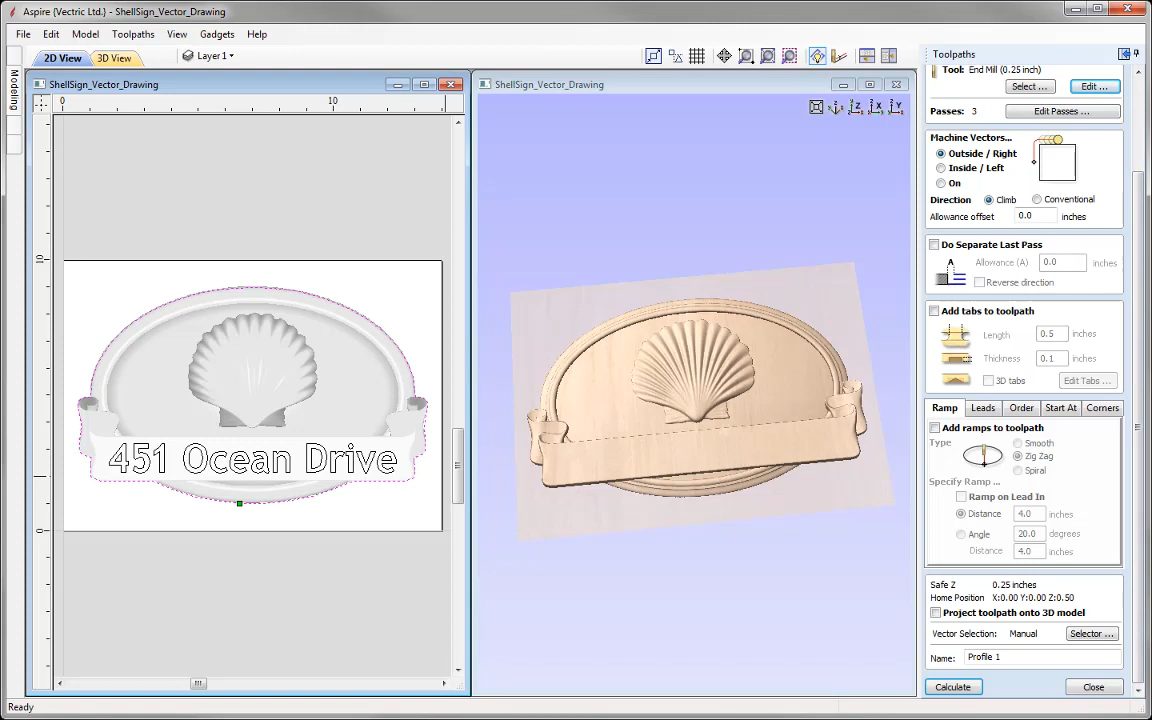 Aspire {Vectric Ltd.} - ShellSign_Vector_Drawing
File Edit Model Toolpaths View Gadgets Help
2D View 3D View Layer 1
Modeling
ShellSign_Vector_Drawing
0 10
10
0
451 Ocean Drive
ShellSign_Vector_Drawing
Z X Y
Toolpaths
Tool: End Mill (0.25 inch)
Select ... Edit ...
Passes: 3 Edit Passes ...
Machine Vectors...
Outside / Right
Inside / Left
On
Direction Climb Conventional
Allowance offset 0.0 inches
Do Separate Last Pass
A Allowance (A) 0.0 inches
Reverse direction
Add tabs to toolpath
Length 0.5 inches
Thickness 0.1 inches
3D tabs Edit Tabs ...
Ramp Leads Order Start At Corners
Add ramps to toolpath
Type Smooth
Zig Zag
Spiral
Specify Ramp ...
Ramp on Lead In
Distance 4.0 inches
Angle 20.0 degrees
Distance 4.0 inches
Safe Z 0.25 inches
Home Position X:0.00 Y:0.00 Z:0.50
Project toolpath onto 3D model
Vector Selection: Manual Selector ...
Name: Profile 1
Calculate Close
Ready